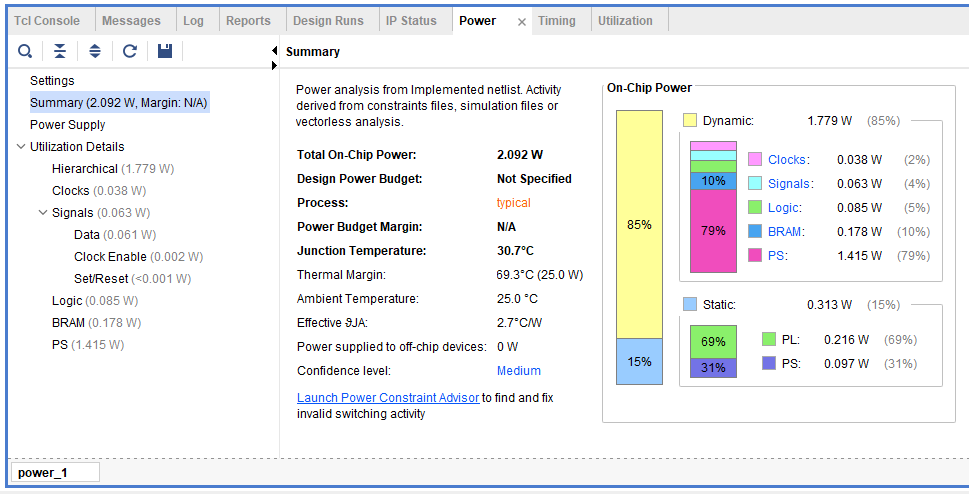 Tcl Console Messages Log Reports Design Runs IP Status Power × Timing Utilization
Settings
Summary (2.092 W, Margin: N/A)
Power Supply
Utilization Details
Hierarchical (1.779 W)
Clocks (0.038 W)
Signals (0.063 W)
Data (0.061 W)
Clock Enable (0.002 W)
Set/Reset (<0.001 W)
Logic (0.085 W)
BRAM (0.178 W)
PS (1.415 W)
Summary
Power analysis from Implemented netlist. Activity
derived from constraints files, simulation files or
vectorless analysis.
Total On-Chip Power: 2.092 W
Design Power Budget: Not Specified
Process: typical
Power Budget Margin: N/A
Junction Temperature: 30.7°C
Thermal Margin: 69.3°C (25.0 W)
Ambient Temperature: 25.0 °C
Effective ϑJA: 2.7°C/W
Power supplied to off-chip devices: 0 W
Confidence level: Medium
Launch Power Constraint Advisor to find and fix
invalid switching activity
On-Chip Power
85%
15%
Dynamic: 1.779 W (85%)
10%
79%
Clocks: 0.038 W (2%)
Signals: 0.063 W (4%)
Logic: 0.085 W (5%)
BRAM: 0.178 W (10%)
PS: 1.415 W (79%)
Static: 0.313 W (15%)
69%
31%
PL: 0.216 W (69%)
PS: 0.097 W (31%)
power_1